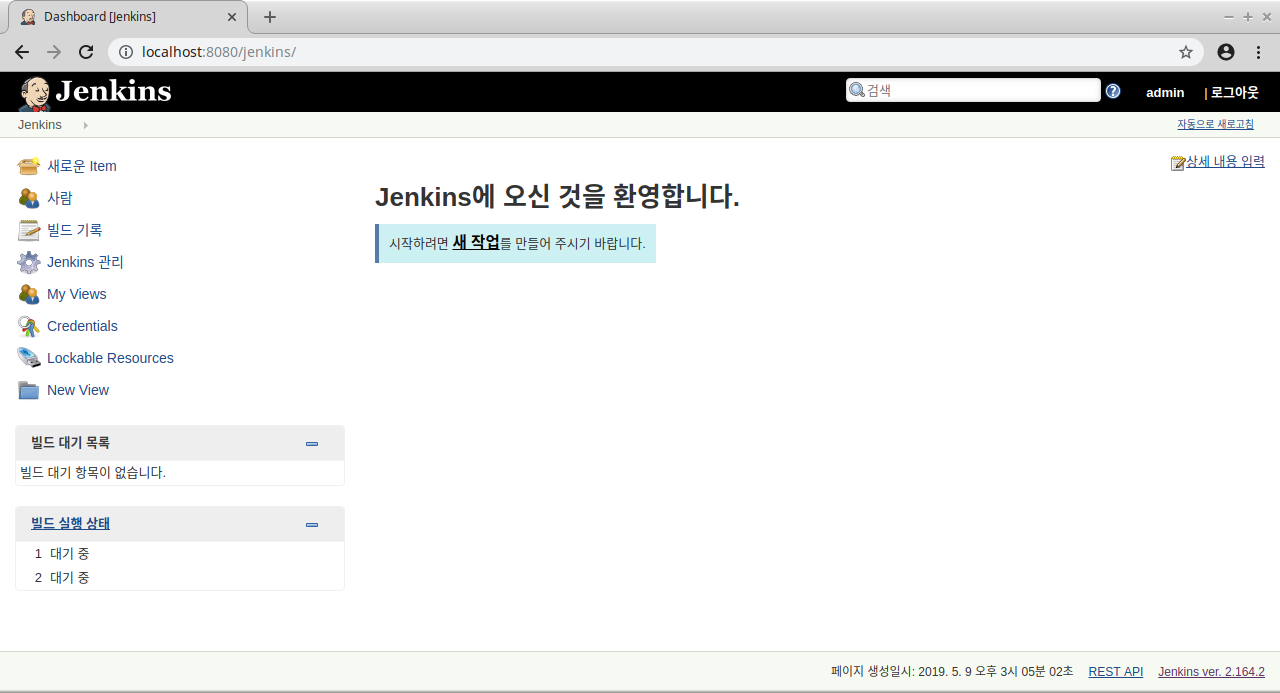 Dashboard [Jenkins]
localhost:8080/jenkins/
Jenkins
검색
admin
| 로그아웃
Jenkins
자동으로 새로고침
상세 내용 입력
새로운 Item
사람
빌드 기록
Jenkins 관리
My Views
Credentials
Lockable Resources
New View
Jenkins에 오신 것을 환영합니다.
시작하려면 새 작업를 만들어 주시기 바랍니다.
빌드 대기 목록
빌드 대기 항목이 없습니다.
빌드 실행 상태
1 대기 중
2 대기 중
페이지 생성일시: 2019. 5. 9 오후 3시 05분 02초 REST API Jenkins ver. 2.164.2